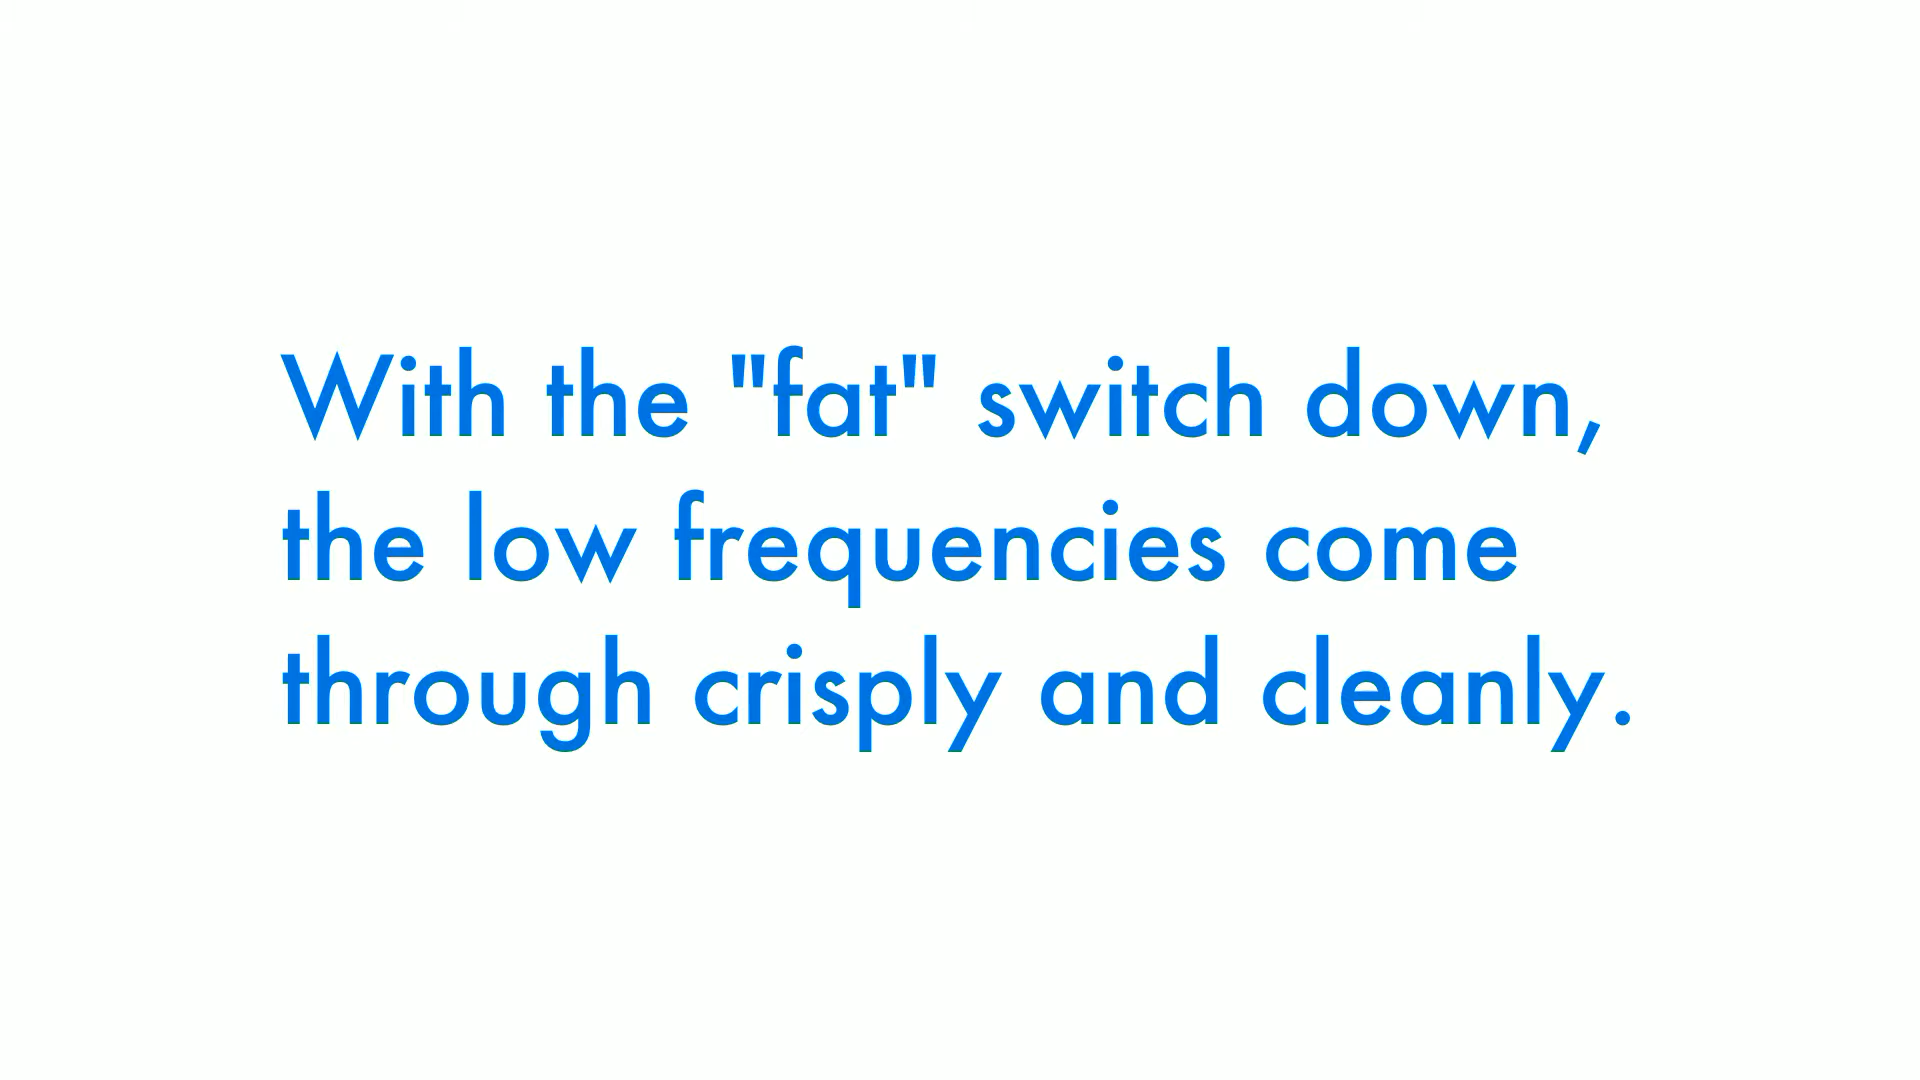 With the "fat" switch down,
the low frequencies come
through crisply and cleanly.